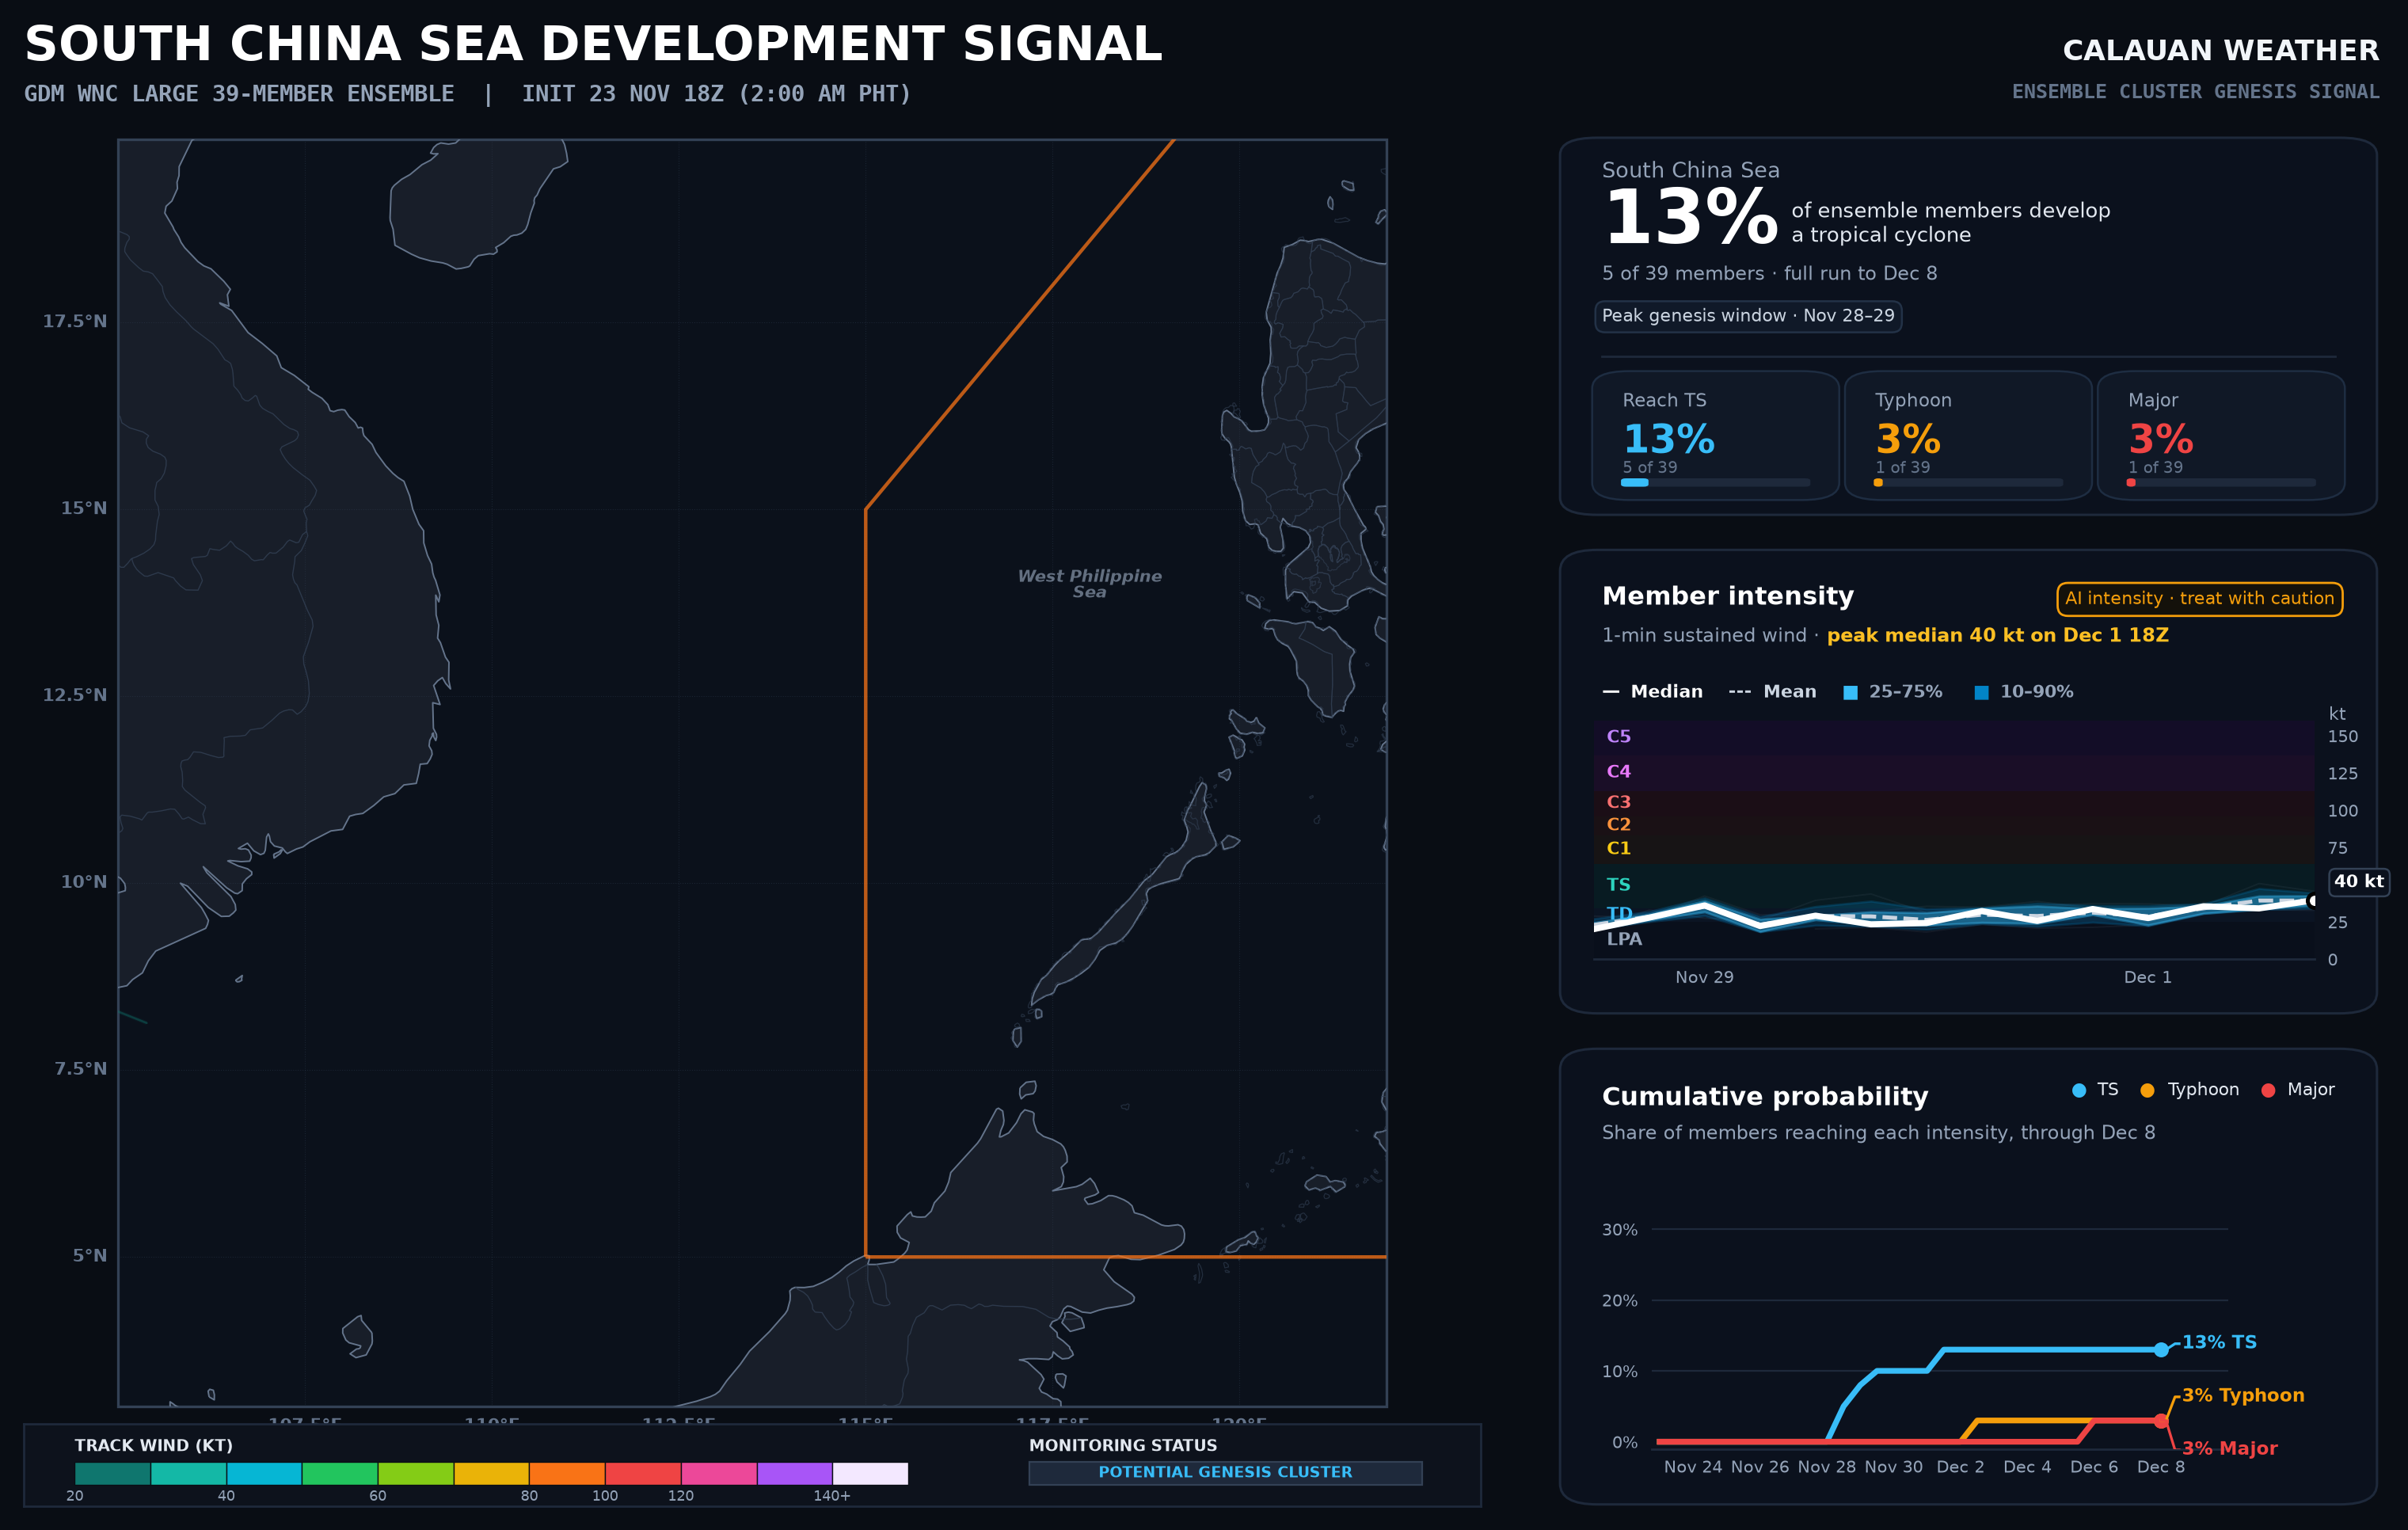 SOUTH CHINA SEA DEVELOPMENT SIGNAL
GDM WNC LARGE 39-MEMBER ENSEMBLE | INIT 23 NOV 18Z (2:00 AM PHT)
CALAUAN WEATHER
ENSEMBLE CLUSTER GENESIS SIGNAL
17.5°N
15°N
12.5°N
10°N
7.5°N
5°N
West Philippine
Sea
107.5°E 110°E 112.5°E 115°E 117.5°E 120°E
TRACK WIND (KT)
20 40 60 80 100 120 140+
MONITORING STATUS
POTENTIAL GENESIS CLUSTER
South China Sea
13% of ensemble members develop
a tropical cyclone
5 of 39 members · full run to Dec 8
Peak genesis window · Nov 28–29
Reach TS
13%
5 of 39
Typhoon
3%
1 of 39
Major
3%
1 of 39
Member intensity
AI intensity · treat with caution
1-min sustained wind · peak median 40 kt on Dec 1 18Z
Median Mean 25–75% 10–90%
kt
C5 150
C4 125
C3 100
C2
C1 75
TS 40 kt
TD 25
LPA
0
Nov 29 Dec 1
Cumulative probability
TS Typhoon Major
Share of members reaching each intensity, through Dec 8
30%
20%
10%
0%
13% TS
3% Typhoon
3% Major
Nov 24 Nov 26 Nov 28 Nov 30 Dec 2 Dec 4 Dec 6 Dec 8